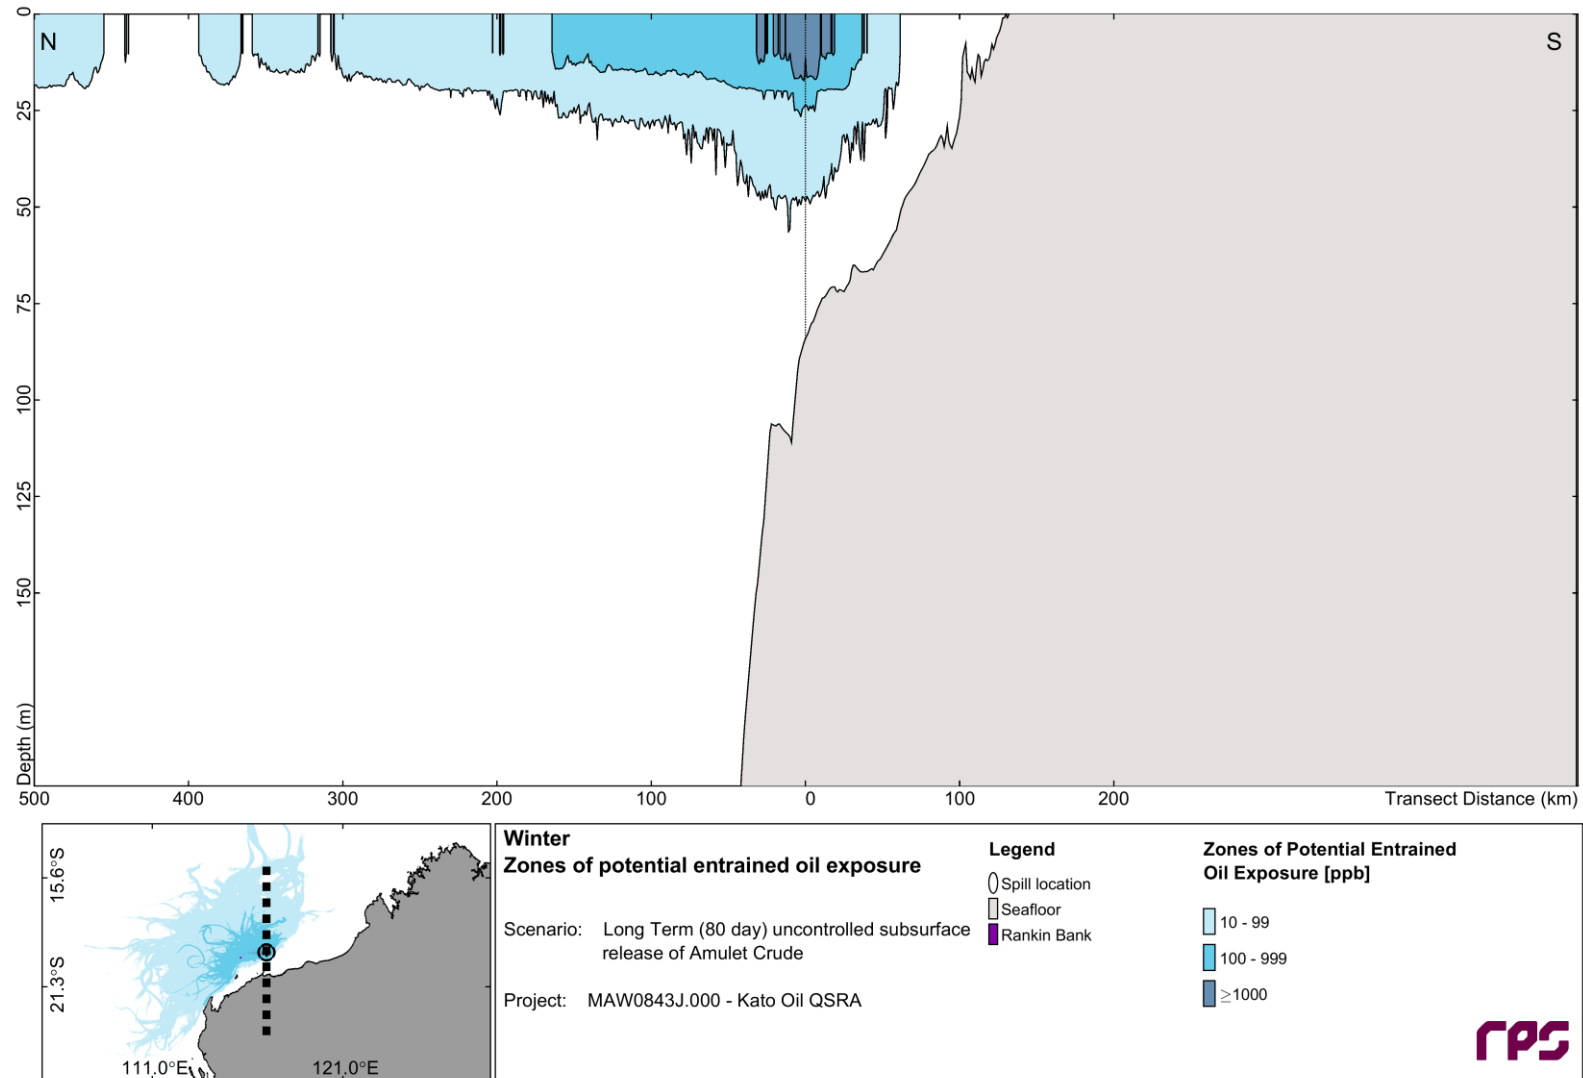 0
25
50
75
100
125
150
Depth (m)
N
S
500
400
300
200
100
0
100
200
Transect Distance (km)
15.6°S
21.3°S
111.0°E
121.0°E
Winter
Zones of potential entrained oil exposure
Scenario: Long Term (80 day) uncontrolled subsurface
release of Amulet Crude
Project: MAW0843J.000 - Kato Oil QSRA
Legend
Spill location
Seafloor
Rankin Bank
Zones of Potential Entrained
Oil Exposure [ppb]
10 - 99
100 - 999
≥1000
rps